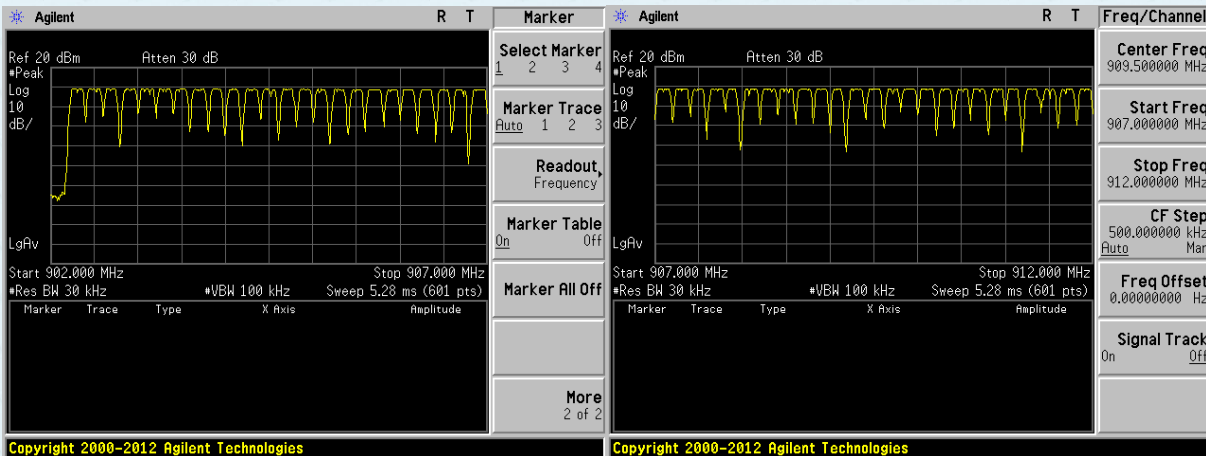 Agilent R T
Ref 20 dBm Atten 30 dB
#Peak
Log
10
dB/
LgAv
Start 902.000 MHz Stop 907.000 MHz
#Res BW 30 kHz #VBW 100 kHz Sweep 5.28 ms (601 pts)
Marker Trace Type X Axis Amplitude
Marker
Select Marker
1 2 3 4
Marker Trace
Auto 1 2 3
Readout
Frequency
Marker Table
On Off
Marker All Off
More
2 of 2
Copyright 2000-2012 Agilent Technologies
Agilent R T
Ref 20 dBm Atten 30 dB
#Peak
Log
10
dB/
LgAv
Start 907.000 MHz Stop 912.000 MHz
#Res BW 30 kHz #VBW 100 kHz Sweep 5.28 ms (601 pts)
Marker Trace Type X Axis Amplitude
Freq/Channel
Center Freq
909.500000 MHz
Start Freq
907.000000 MHz
Stop Freq
912.000000 MHz
CF Step
500.000000 kHz
Auto Man
Freq Offset
0.00000000 Hz
Signal Track
On Off
Copyright 2000-2012 Agilent Technologies